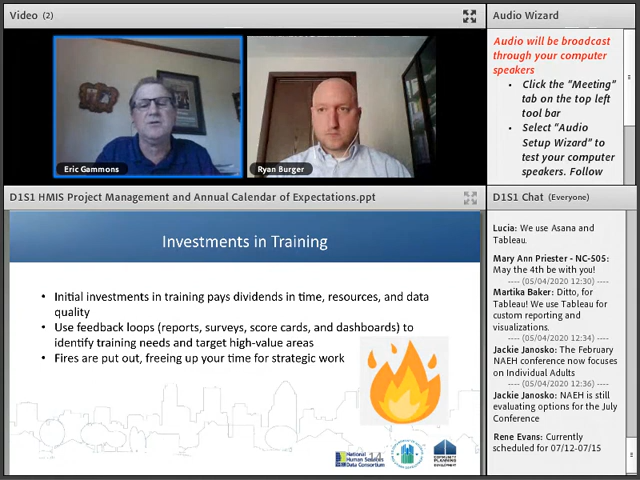 Video (2)
Eric Gammons
Ryan Burger
Audio Wizard
Audio will be broadcast
through your computer
speakers
• Click the "Meeting"
tab on the top left
tool bar
• Select "Audio
Setup Wizard" to
test your computer
speakers. Follow
D1S1 HMIS Project Management and Annual Calendar of Expectations.ppt
Investments in Training
• Initial investments in training pays dividends in time, resources, and data
quality
• Use feedback loops (reports, surveys, score cards, and dashboards) to
identify training needs and target high-value areas
• Fires are put out, freeing up your time for strategic work
National
Human Services
Data Consortium
14
COMMUNITY
PLANNING
DEVELOPMENT
D1S1 Chat (Everyone)
Lucia: We use Asana and
Tableau.
Mary Ann Priester - NC-505:
May the 4th be with you!
---- (05/04/2020 12:30) ----
Martika Baker: Ditto, for
Tableau! We use Tableau for
custom reporting and
visualizations.
---- (05/04/2020 12:34) ----
Jackie Janosko: The February
NAEH conference now focuses
on Individual Adults
---- (05/04/2020 12:36) ----
Jackie Janosko: NAEH is still
evaluating options for the July
Conference
Rene Evans: Currently
scheduled for 07/12-07/15